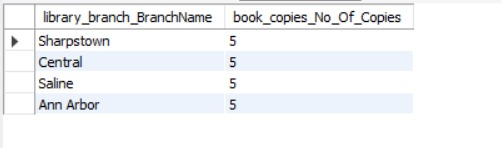 library_branch_BranchName book_copies_No_Of_Copies
Sharpstown 5
Central 5
Saline 5
Ann Arbor 5